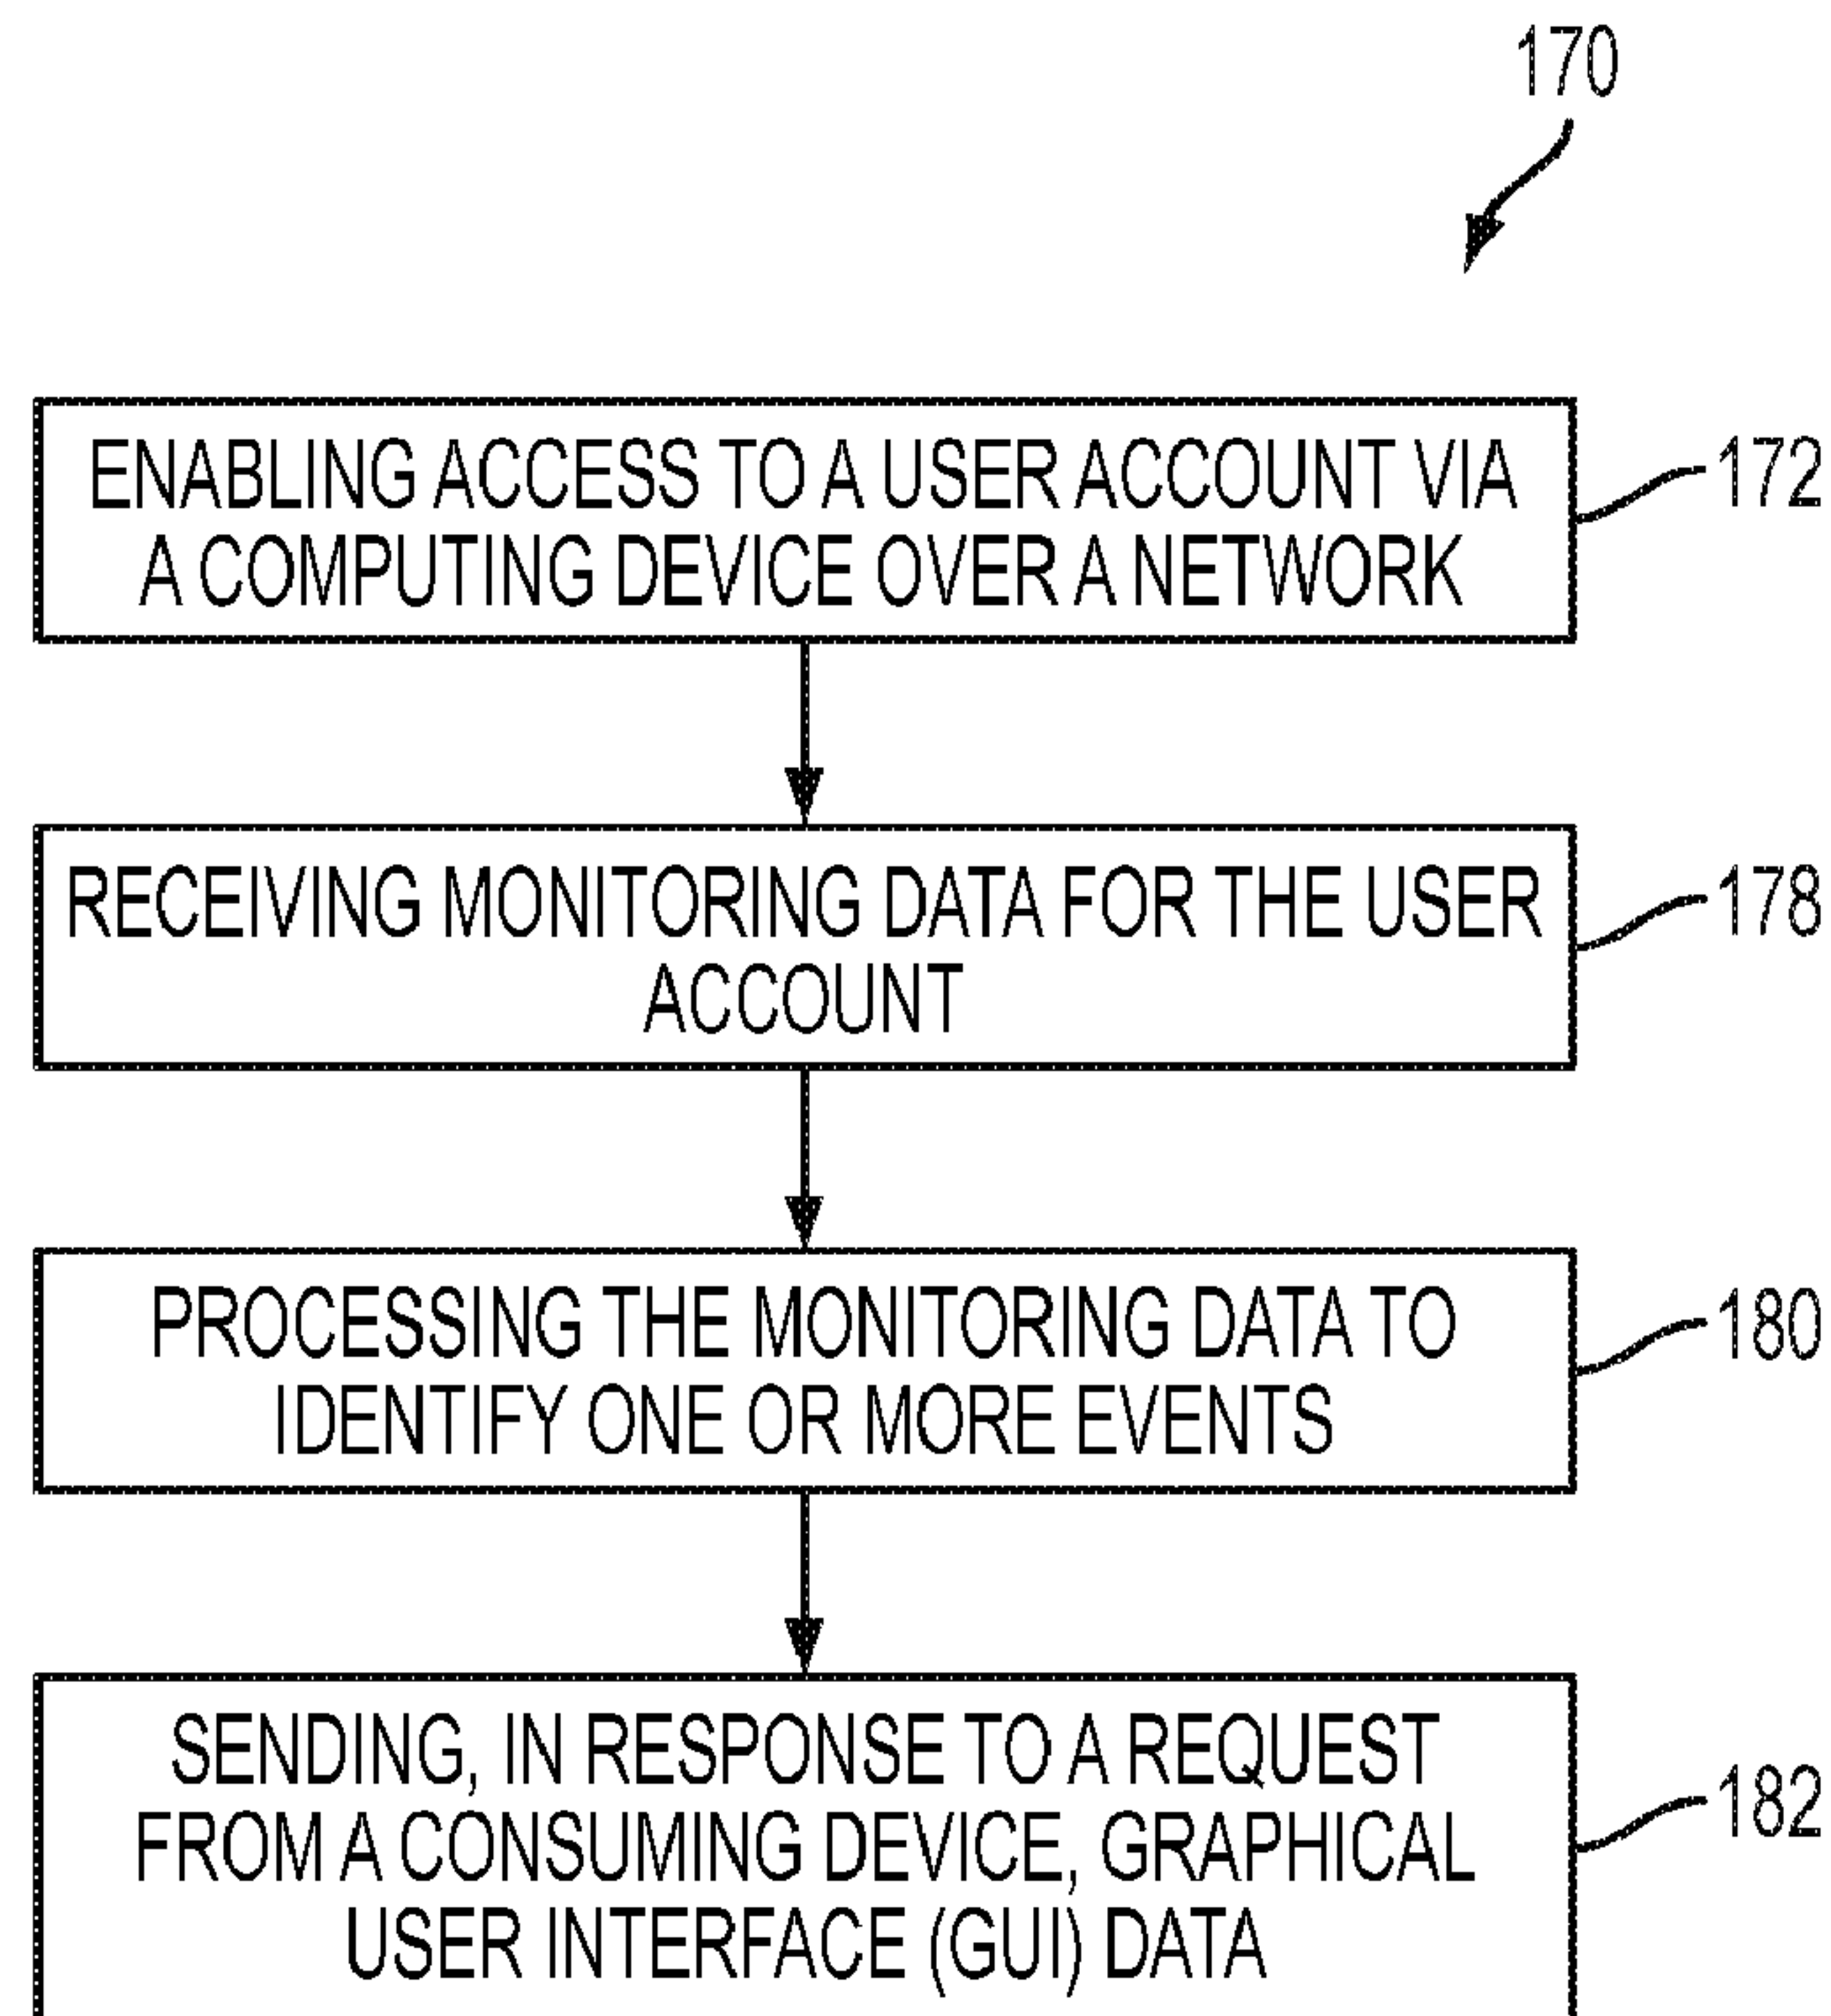 170
ENABLING ACCESS TO A USER ACCOUNT VIA
A COMPUTING DEVICE OVER A NETWORK
172
RECEIVING MONITORING DATA FOR THE USER
ACCOUNT
178
PROCESSING THE MONITORING DATA TO
IDENTIFY ONE OR MORE EVENTS
180
SENDING, IN RESPONSE TO A REQUEST
FROM A CONSUMING DEVICE, GRAPHICAL
USER INTERFACE (GUI) DATA
182